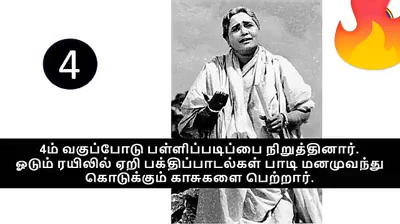 4
4ம் வகுப்போடு பள்ளிப்படிப்பை நிறுத்தினார்.
ஓடும் ரயிலில் ஏறி பக்திப்பாடல்கள் பாடி மனமுவந்து
கொடுக்கும் காசுகளை பெற்றார்.